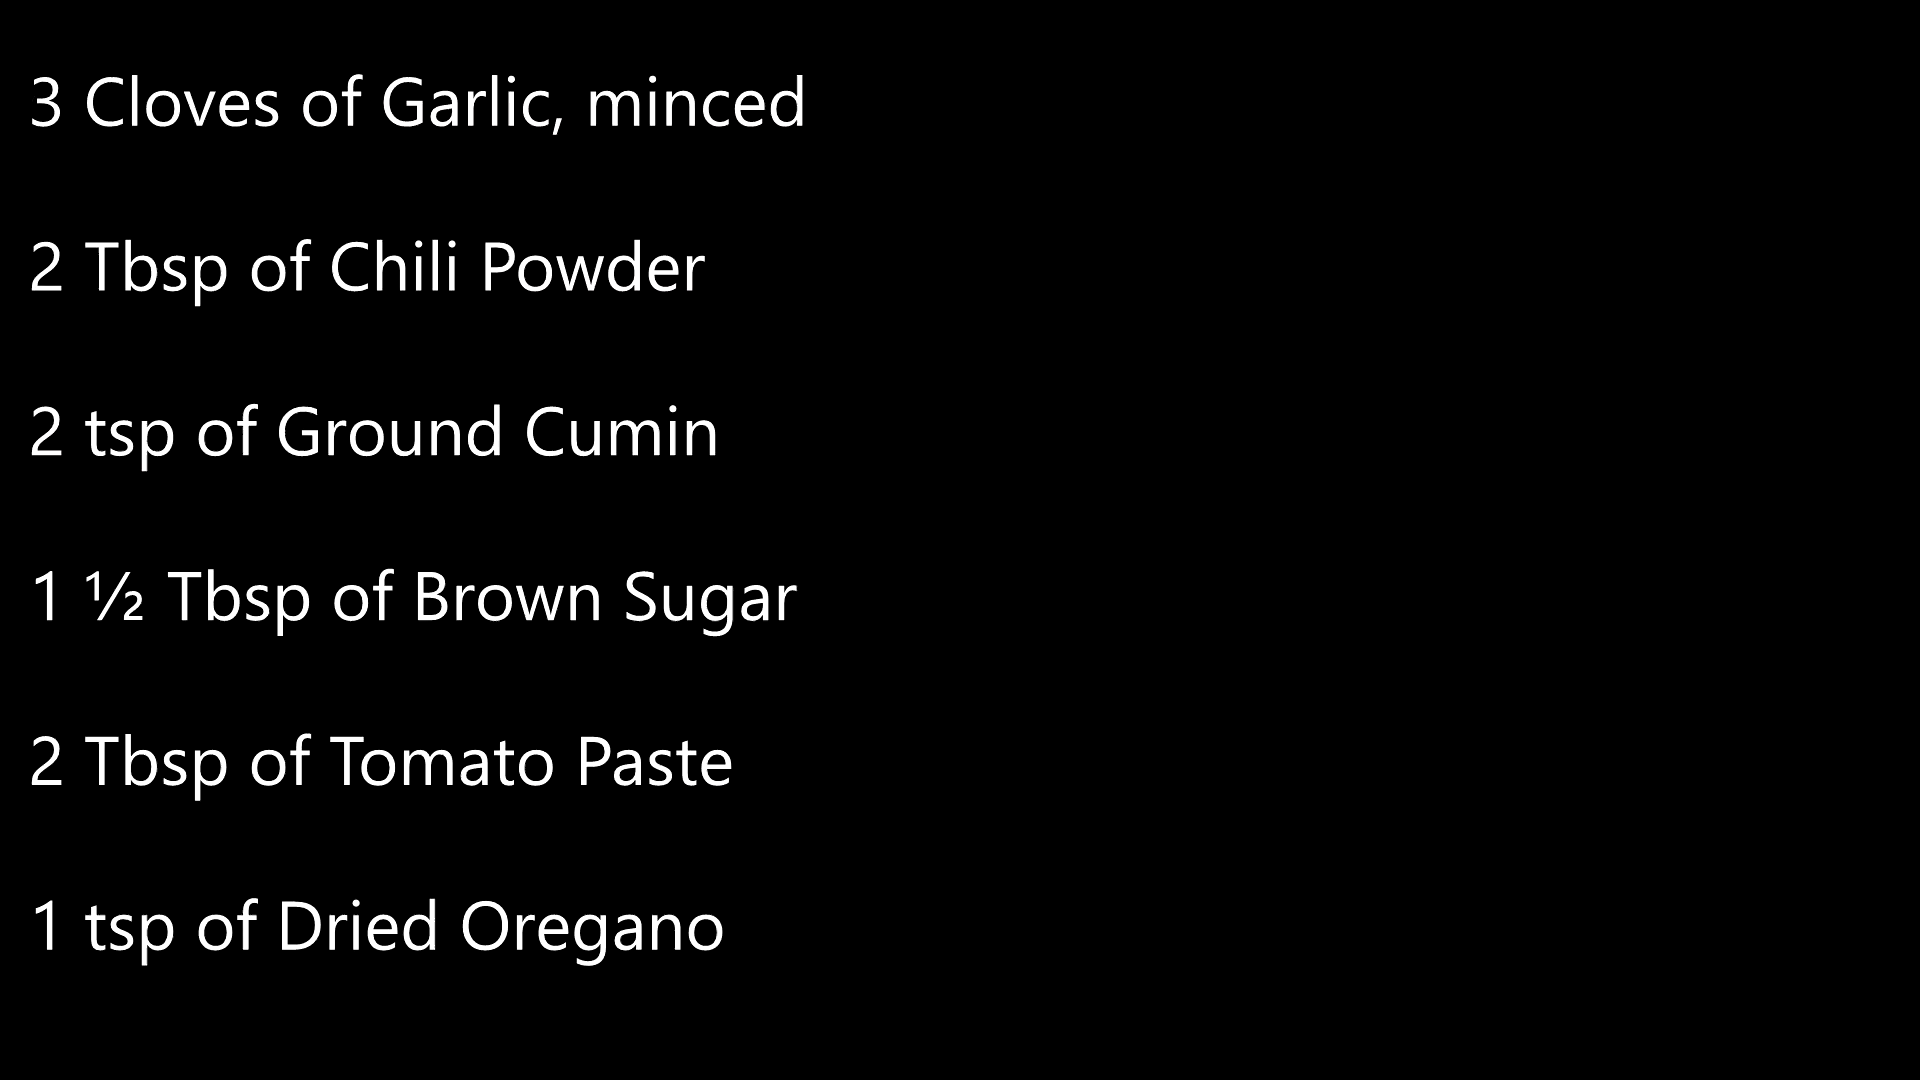 3 Cloves of Garlic, minced
2 Tbsp of Chili Powder
2 tsp of Ground Cumin
1 ½ Tbsp of Brown Sugar
2 Tbsp of Tomato Paste
1 tsp of Dried Oregano